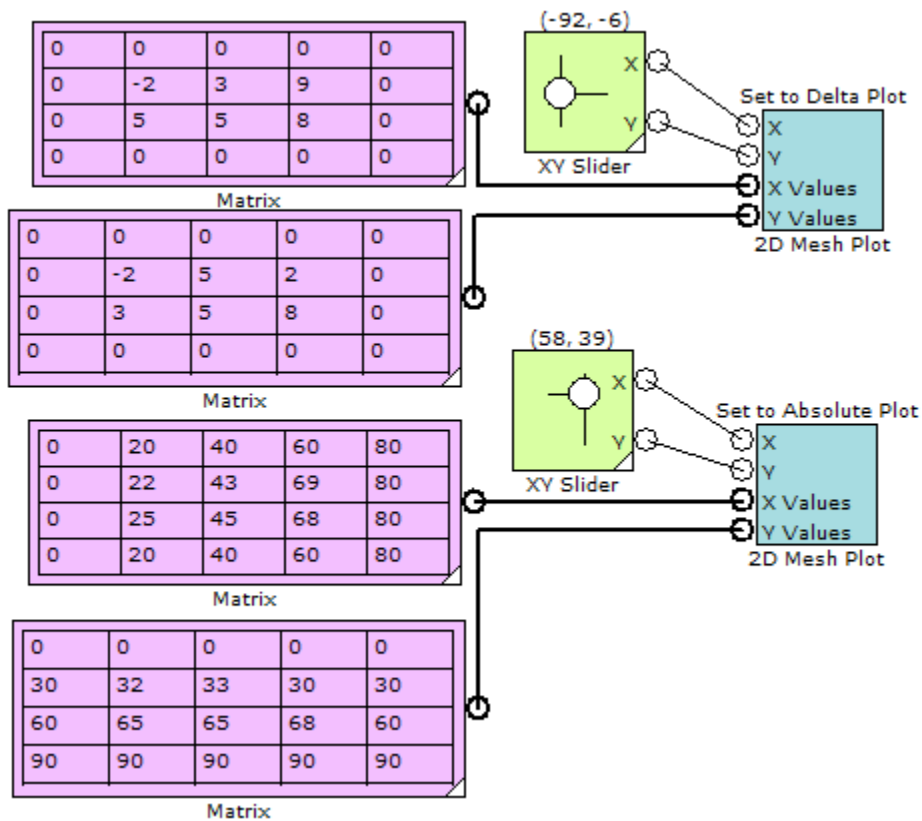 0 0 0 0 0
0 -2 3 9 0
0 5 5 8 0
0 0 0 0 0
Matrix
(-92, -6)
X
Y
XY Slider
Set to Delta Plot
X
Y
X Values
Y Values
2D Mesh Plot
0 0 0 0 0
0 -2 5 2 0
0 3 5 8 0
0 0 0 0 0
Matrix
(58, 39)
X
Y
XY Slider
Set to Absolute Plot
X
Y
X Values
Y Values
2D Mesh Plot
0 20 40 60 80
0 22 43 69 80
0 25 45 68 80
0 20 40 60 80
Matrix
0 0 0 0 0
30 32 33 30 30
60 65 65 68 60
90 90 90 90 90
Matrix